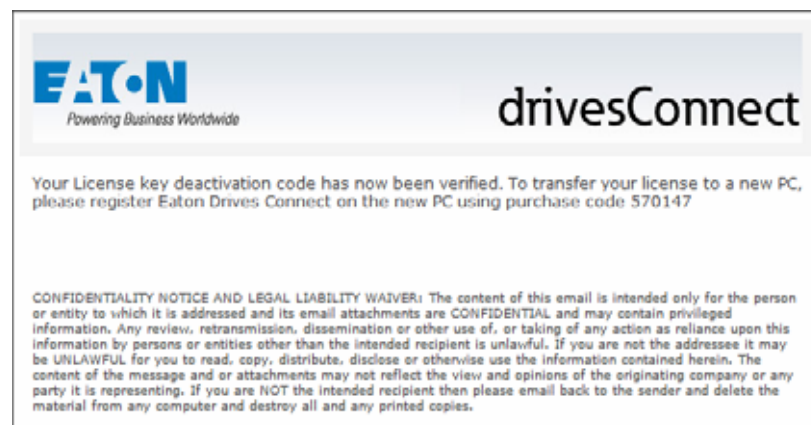 EATON
drivesConnect
Powering Business Worldwide
Your License key deactivation code has now been verified. To transfer your license to a new PC,
please register Eaton Drives Connect on the new PC using purchase code 570147
CONFIDENTIALITY NOTICE AND LEGAL LIABILITY WAIVER: The content of this email is intended only for the person
or entity to which it is addressed and its email attachments are CONFIDENTIAL and may contain privileged
information. Any review, retransmission, dissemination or other use of, or taking of any action as reliance upon this
information by persons or entities other than the intended recipient is unlawful. If you are not the addressee it may
be UNLAWFUL for you to read, copy, distribute, disclose or otherwise use the information contained herein. The
content of the message and or attachments may not reflect the view and opinions of the originating company or any
party it is representing. If you are NOT the intended recipient then please email back to the sender and delete the
material from any computer and destroy all and any printed copies.